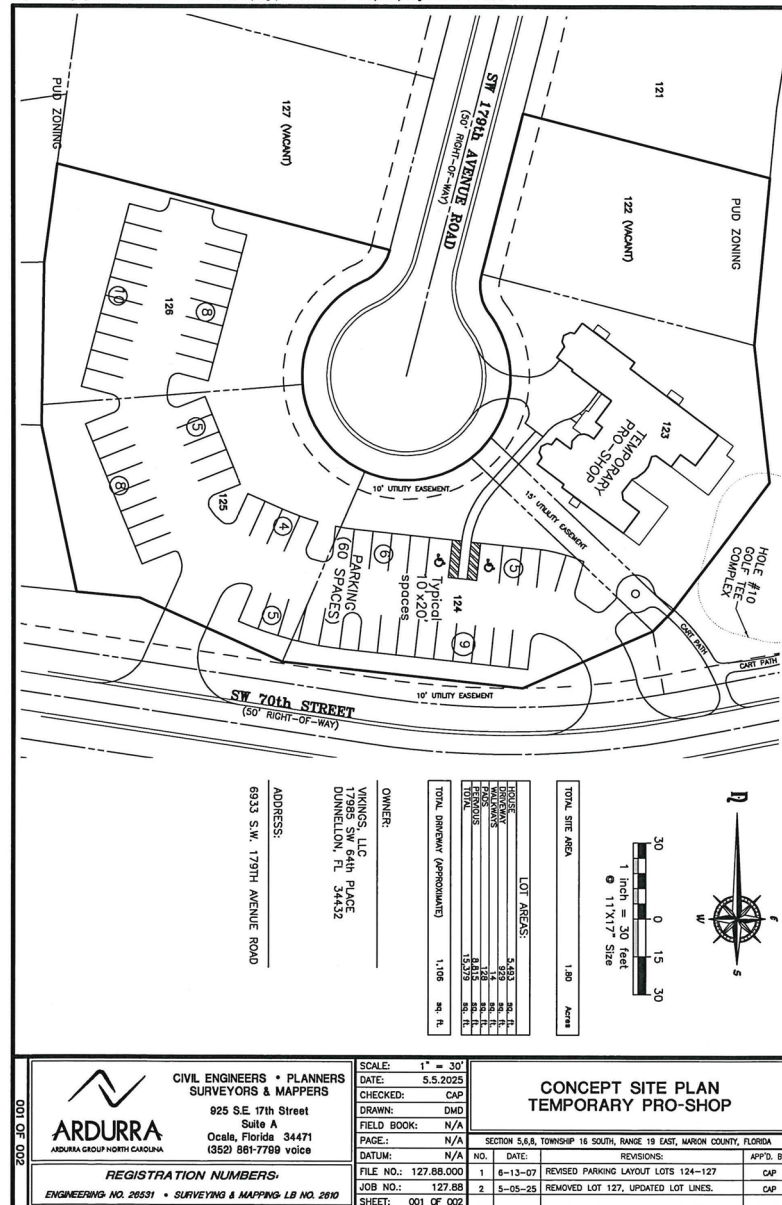 SW 179th AVENUE ROAD
(50' RIGHT-OF-WAY)
121
PUD ZONING
122 (VACANT)
PUD ZONING
127 (VACANT)
126
10
8
5
8
125
4
5
123
TEMPORARY
PRO-SHOP
10' UTILITY EASEMENT
15' UTILITY EASEMENT
HOLE #10
GOLF TEE
COMPLEX
CART PATH
CART PATH
PARKING
(60 SPACES)
6
Typical
10'x20'
spaces
124
5
9
10' UTILITY EASEMENT
SW 70th STREET
(50' RIGHT-OF-WAY)
n
e
s
w
30 0 15 30
1 inch = 30 feet
@ 11"X17" Size
TOTAL SITE AREA 1.80 Acres
LOT AREAS:
HOUSE 5,493 sq. ft.
DRIVEWAY 929 sq. ft.
WALKWAYS 14 sq. ft.
PADS 128 sq. ft.
PERVIOUS 8,815 sq. ft.
TOTAL 15,379 sq. ft.
TOTAL DRIVEWAY (APPROXIMATE) 1,106 sq. ft.
OWNER:
VIKINGS, LLC
17985 SW 64th PLACE
DUNNELLON, FL 34432
ADDRESS:
6933 S.W. 179TH AVENUE ROAD
001 OF 002
ARDURRA
ARDURRA GROUP NORTH CAROLINA
CIVIL ENGINEERS • PLANNERS
SURVEYORS & MAPPERS
925 S.E. 17th Street
Suite A
Ocala, Florida 34471
(352) 861-7799 voice
REGISTRATION NUMBERS:
ENGINEERING NO. 26531 • SURVEYING & MAPPING LB NO. 2610
SCALE: 1" = 30'
DATE: 5.5.2025
CHECKED: CAP
DRAWN: DMD
FIELD BOOK: N/A
PAGE.: N/A
DATUM: N/A
FILE NO.: 127.88.000
JOB NO.: 127.88
SHEET: 001 OF 002
CONCEPT SITE PLAN
TEMPORARY PRO-SHOP
SECTION 5,6,8, TOWNSHIP 16 SOUTH, RANGE 19 EAST, MARION COUNTY, FLORIDA
NO. DATE: REVISIONS: APP'D. B
1 6-13-07 REVISED PARKING LAYOUT LOTS 124-127 CAP
2 5-05-25 REMOVED LOT 127, UPDATED LOT LINES. CAP